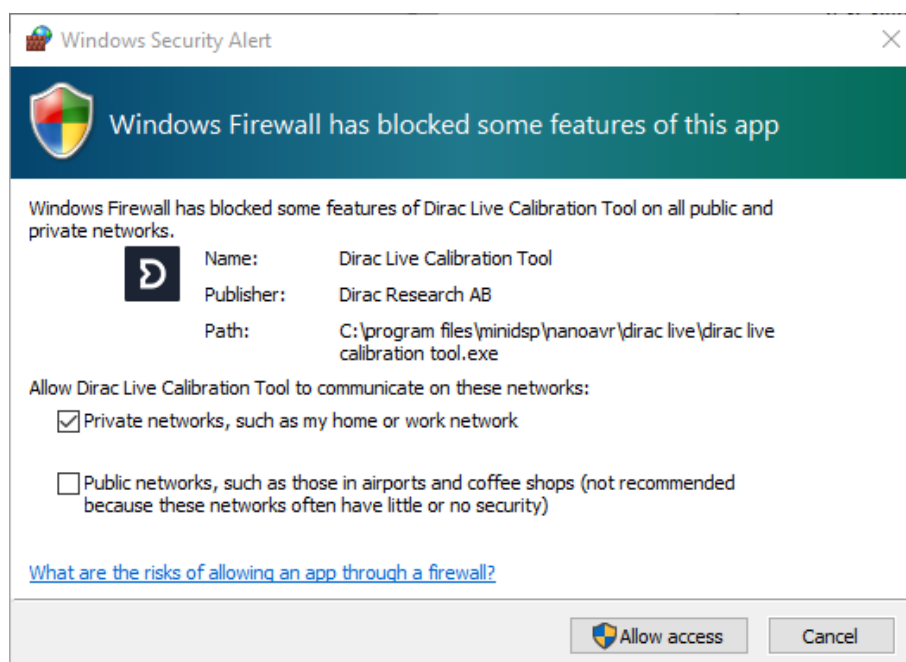 Windows Security Alert
Windows Firewall has blocked some features of this app
Windows Firewall has blocked some features of Dirac Live Calibration Tool on all public and
private networks.
Name: Dirac Live Calibration Tool
Publisher: Dirac Research AB
Path: C:\program files\minidsp\nanoavr\dirac live\dirac live
calibration tool.exe
Allow Dirac Live Calibration Tool to communicate on these networks:
Private networks, such as my home or work network
Public networks, such as those in airports and coffee shops (not recommended
because these networks often have little or no security)
What are the risks of allowing an app through a firewall?
Allow access Cancel